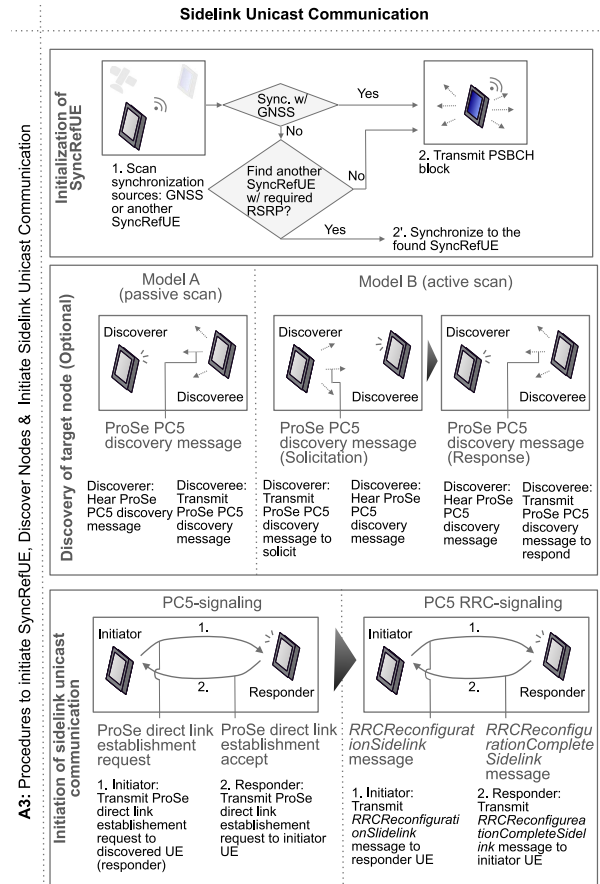 Sidelink Unicast Communication
A3: Procedures to initiate SyncRefUE, Discover Nodes & Initiate Sidelink Unicast Communication
Initialization of
SyncRefUE
1. Scan
synchronization
sources: GNSS
or another
SyncRefUE
Sync. w/
GNSS
Yes
No
Find another
SyncRefUE
w/ required
RSRP?
No
Yes
2. Transmit PSBCH
block
2'. Synchronize to the
found SyncRefUE
Discovery of target node (Optional)
Model A
(passive scan)
Discoverer
Discoveree
ProSe PC5
discovery message
Discoverer:
Hear ProSe
PC5 discovery
message
Discoveree:
Transmit
ProSe PC5
discovery
message
Model B (active scan)
Discoverer
Discoveree
ProSe PC5
discovery message
(Solicitation)
Discoverer:
Transmit
ProSe PC5
discovery
message to
solicit
Discoveree:
Hear ProSe
PC5
discovery
message
Discoverer
Discoveree
ProSe PC5
discovery message
(Response)
Discoverer:
Hear ProSe
PC5
discovery
message
Discoveree:
Transmit
ProSe PC5
discovery
message to
respond
Initiation of sidelink unicast
communication
PC5-signaling
Initiator
1.
2.
Responder
ProSe direct link
establishment
request
ProSe direct link
establishment
accept
1. Initiator:
Transmit ProSe
direct link
establishement
request to
discovered UE
(responder)
2. Responder:
Transmit ProSe
direct link
establishement
request to initiator
UE
PC5 RRC-signaling
Initiator
1.
2.
Responder
RRCReconfigurat
ionSidelink
message
RRCReconfigu
rationComplete
Sidelink
message
1. Initiator:
Transmit
RRCReconfigurati
onSlidelink
message to
responder UE
2. Responder:
Transmit
RRCReconfigurea
tionCompleteSidel
ink message to
initiator UE